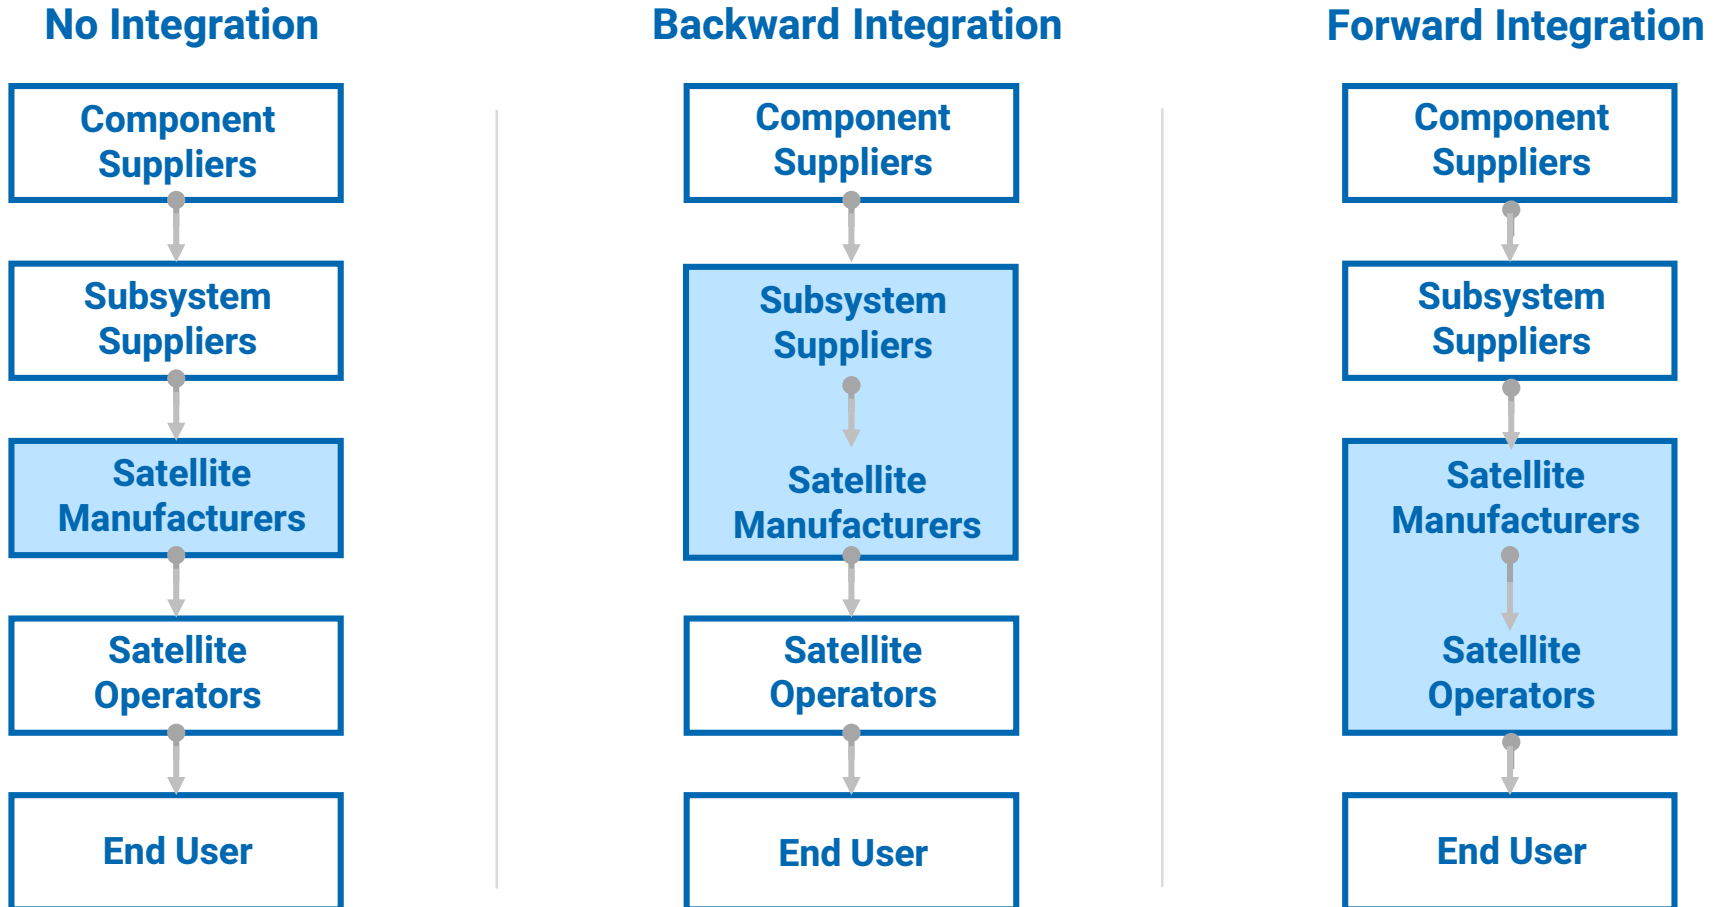 No Integration
Component
Suppliers
Subsystem
Suppliers
Satellite
Manufacturers
Satellite
Operators
End User
Backward Integration
Component
Suppliers
Subsystem
Suppliers
Satellite
Manufacturers
Satellite
Operators
End User
Forward Integration
Component
Suppliers
Subsystem
Suppliers
Satellite
Manufacturers
Satellite
Operators
End User